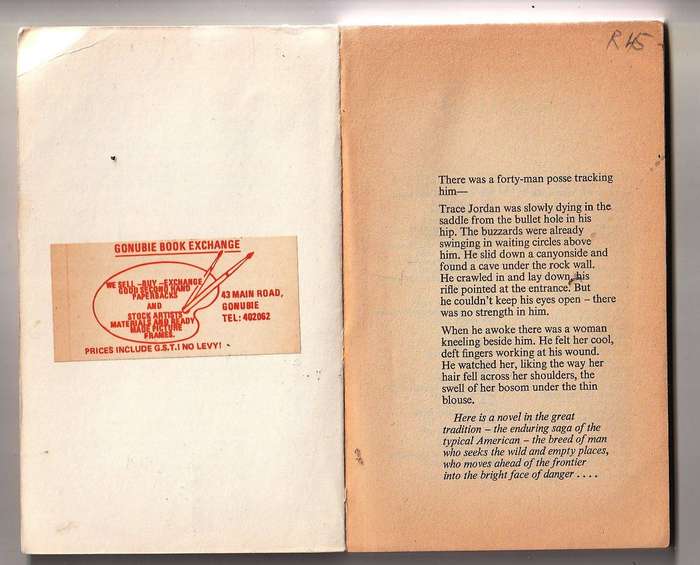 GONUBIE BOOK EXCHANGE
WE SELL - BUY - EXCHANGE
GOOD SECOND HAND
PAPERBACKS
AND
STOCK ARTISTS
MATERIALS AND READY
MADE PICTURE
FRAMES.
43 MAIN ROAD,
GONUBIE
TEL: 402062
PRICES INCLUDE G.S.T.! NO LEVY!
R45
There was a forty-man posse tracking
him—
Trace Jordan was slowly dying in the
saddle from the bullet hole in his
hip. The buzzards were already
swinging in waiting circles above
him. He slid down a canyonside and
found a cave under the rock wall.
He crawled in and lay down, his
rifle pointed at the entrance. But
he couldn't keep his eyes open – there
was no strength in him.
When he awoke there was a woman
kneeling beside him. He felt her cool,
deft fingers working at his wound.
He watched her, liking the way her
hair fell across her shoulders, the
swell of her bosom under the thin
blouse.
Here is a novel in the great
tradition – the enduring saga of the
typical American – the breed of man
who seeks the wild and empty places,
who moves ahead of the frontier
into the bright face of danger . . . .